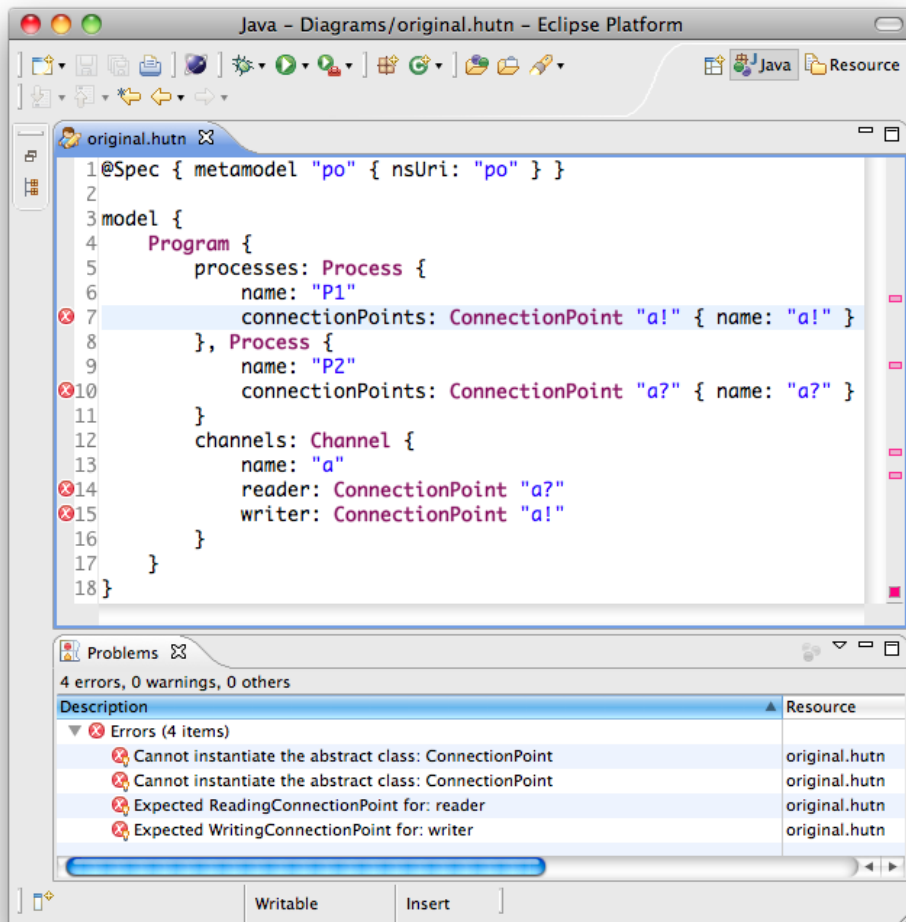 Java – Diagrams/original.hutn – Eclipse Platform
Java Resource
original.hutn
1 @Spec { metamodel "po" { nsUri: "po" } }
2
3 model {
4 Program {
5 processes: Process {
6 name: "P1"
7 connectionPoints: ConnectionPoint "a!" { name: "a!" }
8 }, Process {
9 name: "P2"
10 connectionPoints: ConnectionPoint "a?" { name: "a?" }
11 }
12 channels: Channel {
13 name: "a"
14 reader: ConnectionPoint "a?"
15 writer: ConnectionPoint "a!"
16 }
17 }
18 }
Problems
4 errors, 0 warnings, 0 others
Description Resource
Errors (4 items)
Cannot instantiate the abstract class: ConnectionPoint original.hutn
Cannot instantiate the abstract class: ConnectionPoint original.hutn
Expected ReadingConnectionPoint for: reader original.hutn
Expected WritingConnectionPoint for: writer original.hutn
Writable Insert